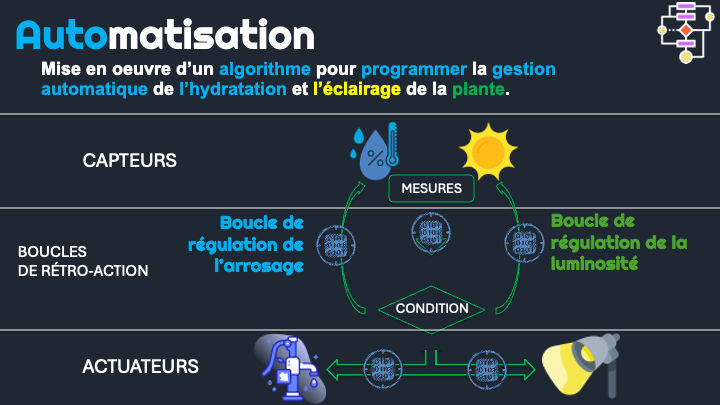 Automatisation
Mise en oeuvre d'un algorithme pour programmer la gestion
automatique de l'hydratation et l'éclairage de la plante.
CAPTEURS
%
MESURES
Boucle de
régulation de
l'arrosage
Boucle de
régulation de la
luminosité
BOUCLES
DE RÉTRO-ACTION
CONDITION
ACTUATEURS